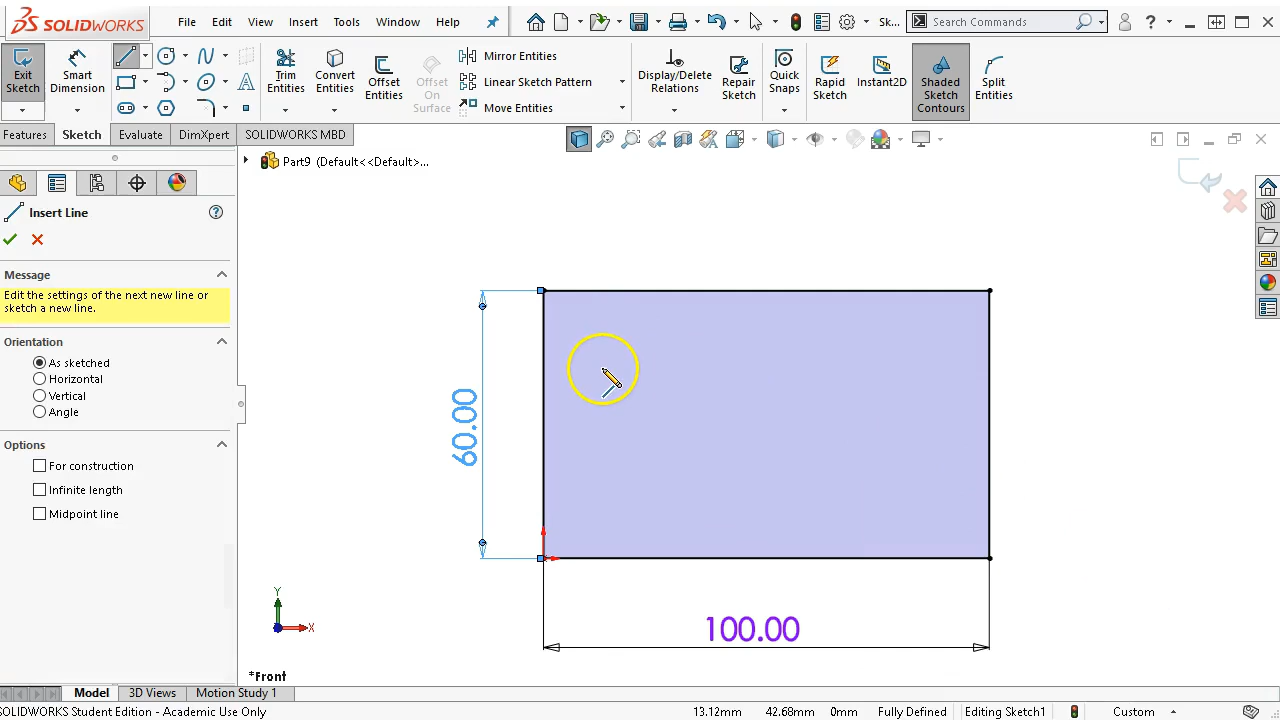 SOLIDWORKS
File Edit View Insert Tools Window Help
Sk...
Search Commands
Exit Sketch
Smart Dimension
Trim Entities
Convert Entities
Offset Entities
Offset On Surface
Mirror Entities
Linear Sketch Pattern
Move Entities
Display/Delete Relations
Repair Sketch
Quick Snaps
Rapid Sketch
Instant2D
Shaded Sketch Contours
Split Entities
Features Sketch Evaluate DimXpert SOLIDWORKS MBD
Part9 (Default<<Default>...
Insert Line
Message
Edit the settings of the next new line or
sketch a new line.
Orientation
As sketched
Horizontal
Vertical
Angle
Options
For construction
Infinite length
Midpoint line
60.00
100.00
Y
X
*Front
Model 3D Views Motion Study 1
SOLIDWORKS Student Edition - Academic Use Only
13.12mm 42.68mm 0mm Fully Defined Editing Sketch1 Custom